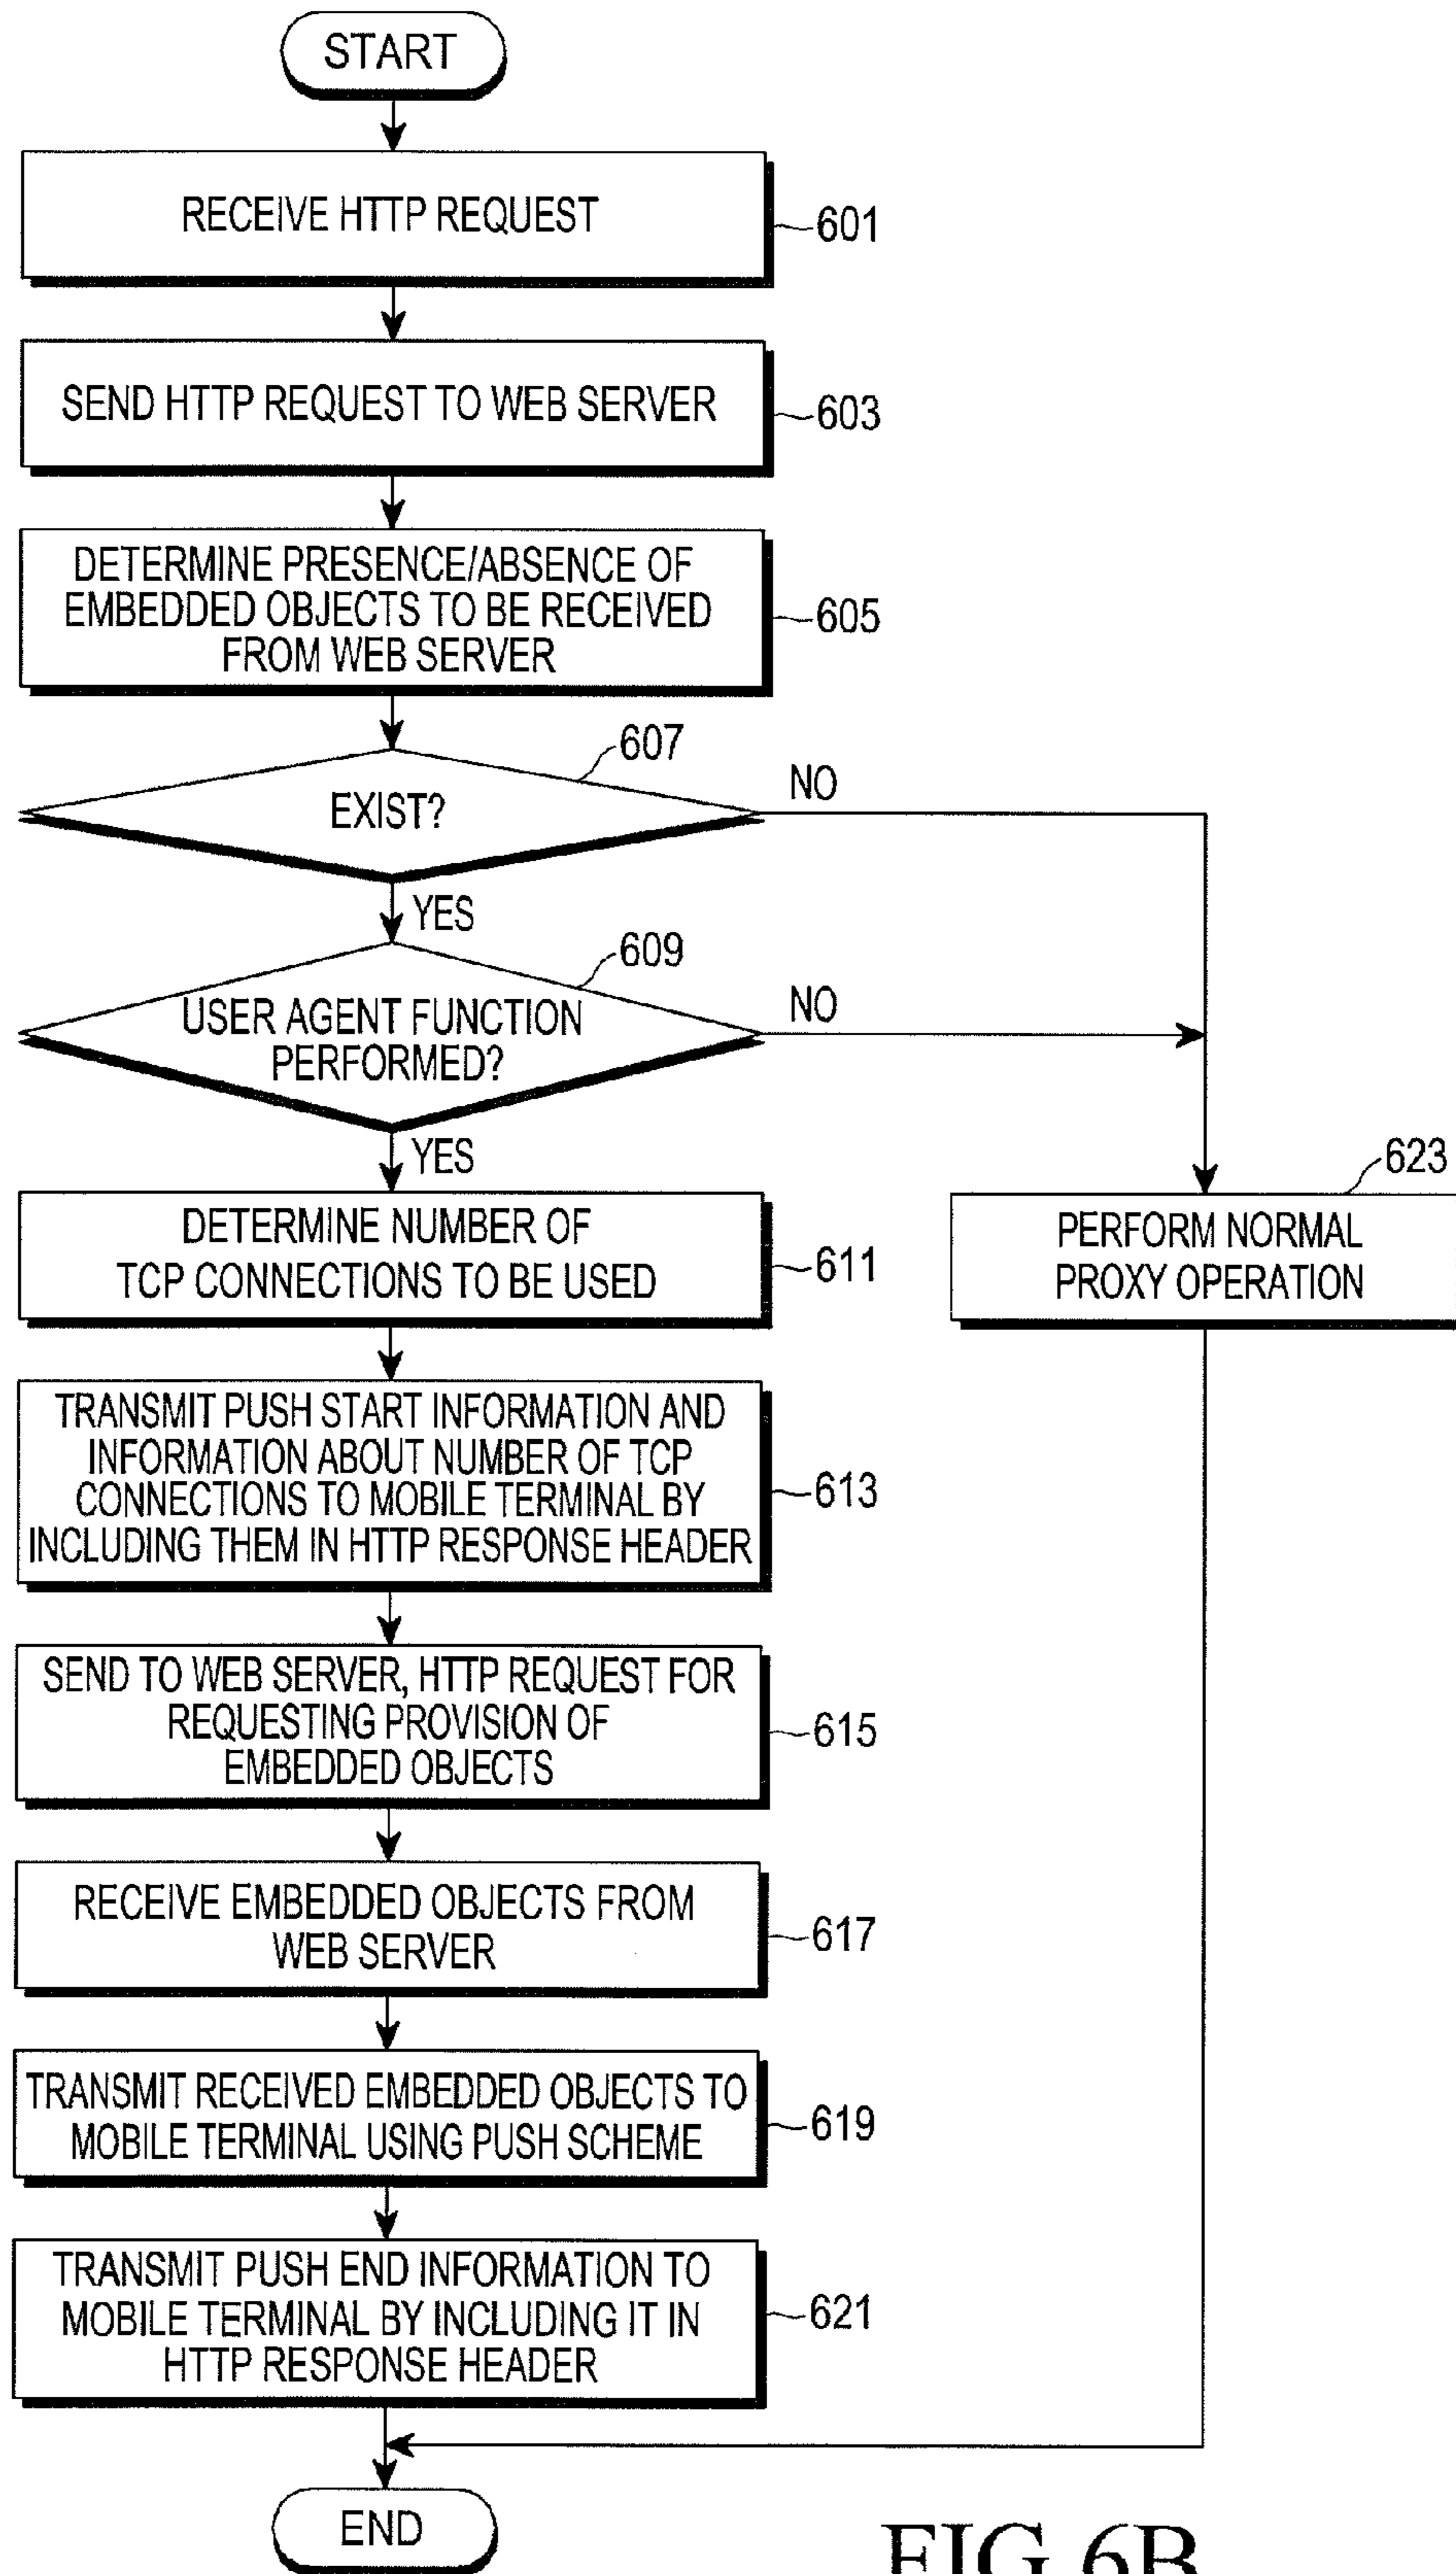 START
RECEIVE HTTP REQUEST
601
SEND HTTP REQUEST TO WEB SERVER
603
DETERMINE PRESENCE/ABSENCE OF
EMBEDDED OBJECTS TO BE RECEIVED
FROM WEB SERVER
605
607
EXIST?
NO
YES
609
USER AGENT FUNCTION
PERFORMED?
NO
YES
DETERMINE NUMBER OF
TCP CONNECTIONS TO BE USED
611
623
PERFORM NORMAL
PROXY OPERATION
TRANSMIT PUSH START INFORMATION AND
INFORMATION ABOUT NUMBER OF TCP
CONNECTIONS TO MOBILE TERMINAL BY
INCLUDING THEM IN HTTP RESPONSE HEADER
613
SEND TO WEB SERVER, HTTP REQUEST FOR
REQUESTING PROVISION OF
EMBEDDED OBJECTS
615
RECEIVE EMBEDDED OBJECTS FROM
WEB SERVER
617
TRANSMIT RECEIVED EMBEDDED OBJECTS TO
MOBILE TERMINAL USING PUSH SCHEME
619
TRANSMIT PUSH END INFORMATION TO
MOBILE TERMINAL BY INCLUDING IT IN
HTTP RESPONSE HEADER
621
END
FIG.6B